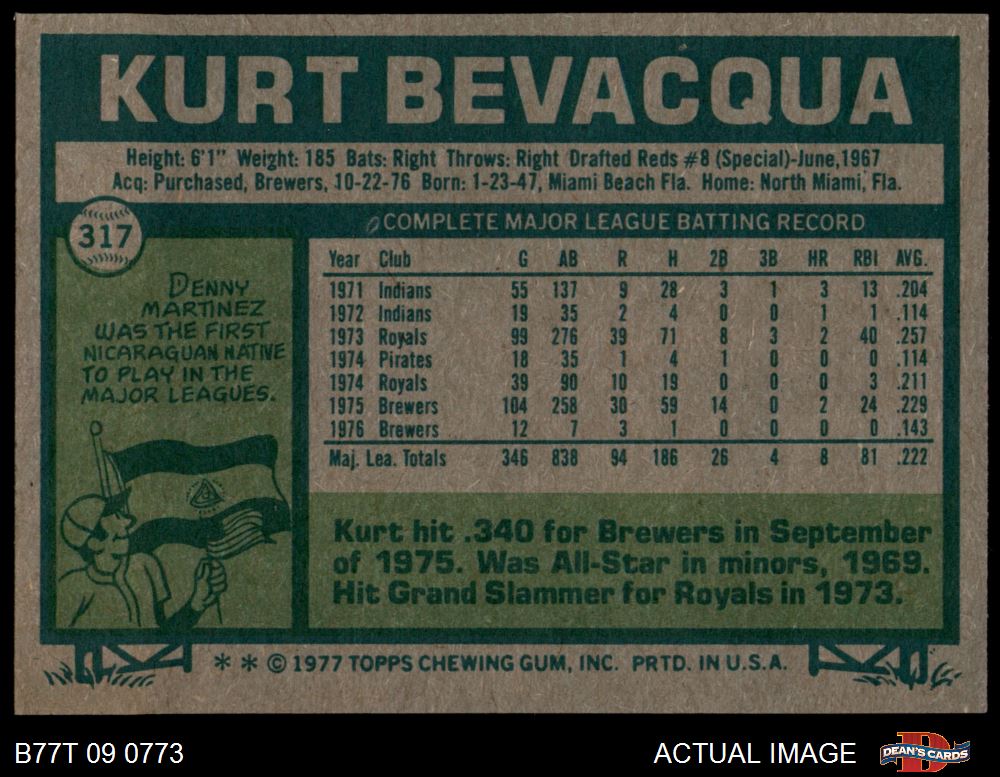 KURT BEVACQUA
Height: 6'1" Weight: 185 Bats: Right Throws: Right Drafted Reds #8 (Special)-June,1967
Acq: Purchased, Brewers, 10-22-76 Born: 1-23-47, Miami Beach Fla. Home: North Miami, Fla.
317
COMPLETE MAJOR LEAGUE BATTING RECORD
DENNY
MARTINEZ
WAS THE FIRST
NICARAGUAN NATIVE
TO PLAY IN THE
MAJOR LEAGUES.
Year Club G AB R H 2B 3B HR RBI AVG.
1971 Indians 55 137 9 28 3 1 3 13 .204
1972 Indians 19 35 2 4 0 0 1 1 .114
1973 Royals 99 276 39 71 8 3 2 40 .257
1974 Pirates 18 35 1 4 1 0 0 0 .114
1974 Royals 39 90 10 19 0 0 0 3 .211
1975 Brewers 104 258 30 59 14 0 2 24 .229
1976 Brewers 12 7 3 1 0 0 0 0 .143
Maj. Lea. Totals 346 838 94 186 26 4 8 81 .222
Kurt hit .340 for Brewers in September
of 1975. Was All-Star in minors, 1969.
Hit Grand Slammer for Royals in 1973.
* * © 1977 TOPPS CHEWING GUM, INC. PRTD. IN U.S.A.
B77T 09 0773
ACTUAL IMAGE
D
DEAN'S CARDS